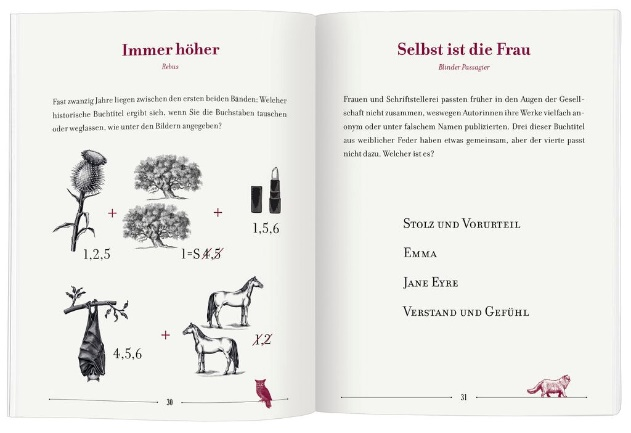 Immer höher
Rebus
Fast zwanzig Jahre liegen zwischen den ersten beiden Bänden: Welcher
historische Buchtitel ergibt sich, wenn Sie die Buchstaben tauschen
oder weglassen, wie unter den Bildern angegeben?
+
+
1,2,5
1=S 4,5
1,5,6
+
4,5,6
1,2
30
Selbst ist die Frau
Blinder Passagier
Frauen und Schriftstellerei passten früher in den Augen der Gesell-
schaft nicht zusammen, weswegen Autorinnen ihre Werke vielfach an-
onym oder unter falschem Namen publizierten. Drei dieser Buchtitel
aus weiblicher Feder haben etwas gemeinsam, aber der vierte passt
nicht dazu. Welcher ist es?
Stolz und Vorurteil
Emma
Jane Eyre
Verstand und Gefühl
31